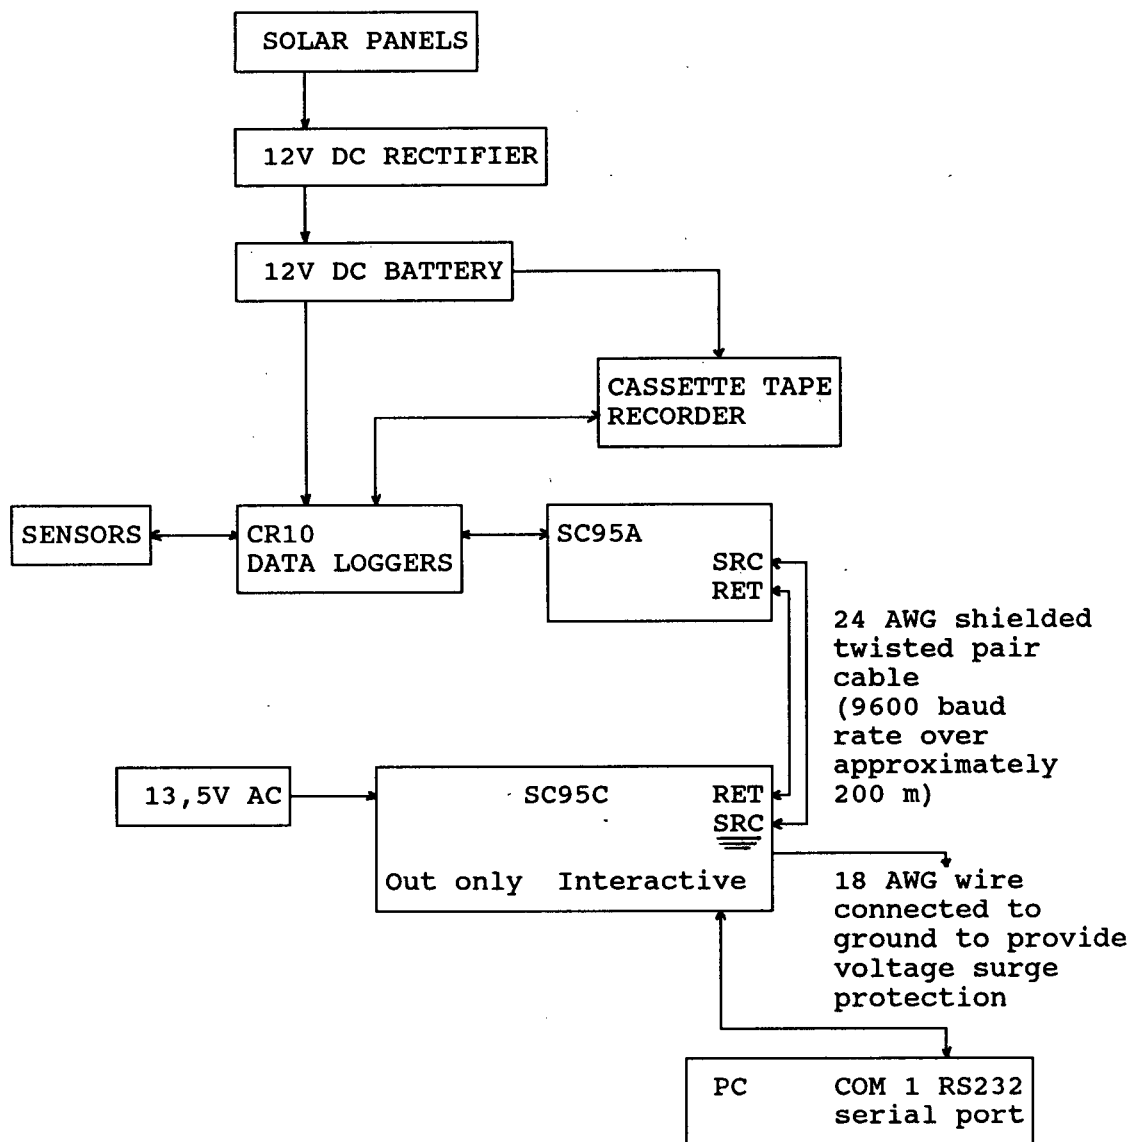 SOLAR PANELS
12V DC RECTIFIER
12V DC BATTERY
CASSETTE TAPE
RECORDER
SENSORS
CR10
DATA LOGGERS
SC95A
SRC
RET
24 AWG shielded
twisted pair
cable
(9600 baud
rate over
approximately
200 m)
13,5V AC
SC95C
RET
SRC
Out only Interactive
18 AWG wire
connected to
ground to provide
voltage surge
protection
PC COM 1 RS232
serial port